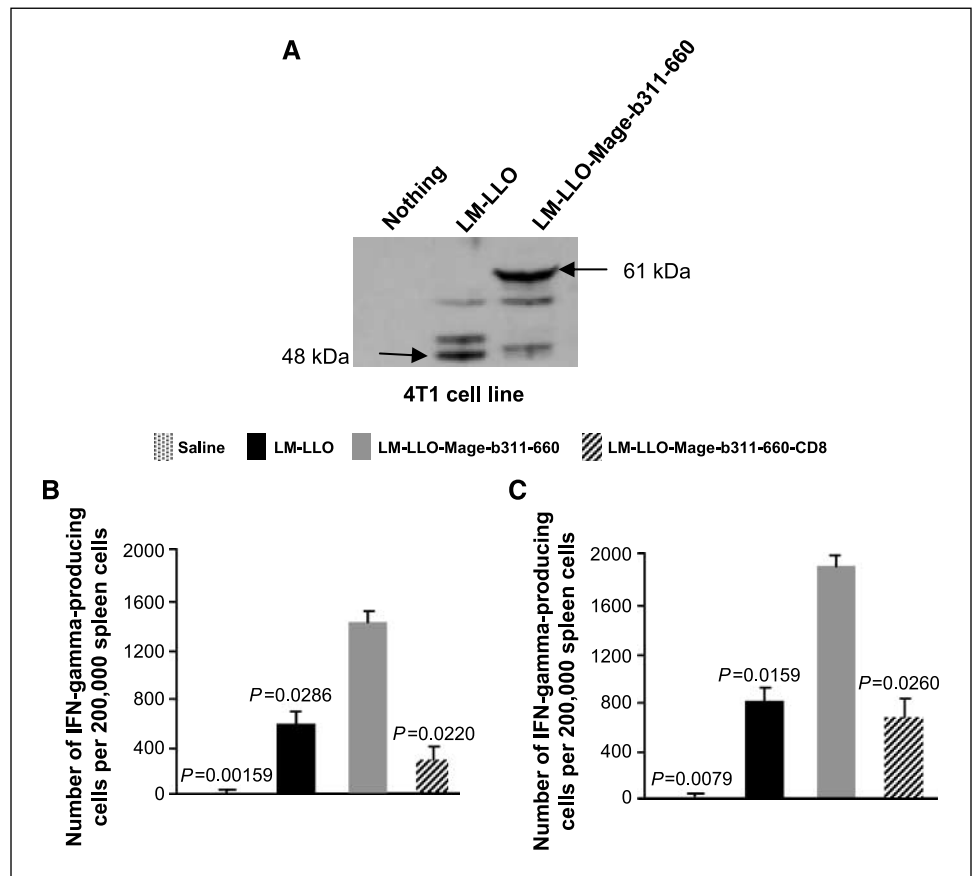 A
Nothing
LM-LLO
LM-LLO-Mage-b311-660
61 kDa
48 kDa
4T1 cell line
Saline
LM-LLO
LM-LLO-Mage-b311-660
LM-LLO-Mage-b311-660-CD8
B
Number of IFN-gamma-producing
cells per 200,000 spleen cells
2000
1600
1200
800
400
0
P=0.00159
P=0.0286
P=0.0220
C
Number of IFN-gamma-producing
cells per 200,000 spleen cells
2000
1600
1200
800
400
0
P=0.0079
P=0.0159
P=0.0260